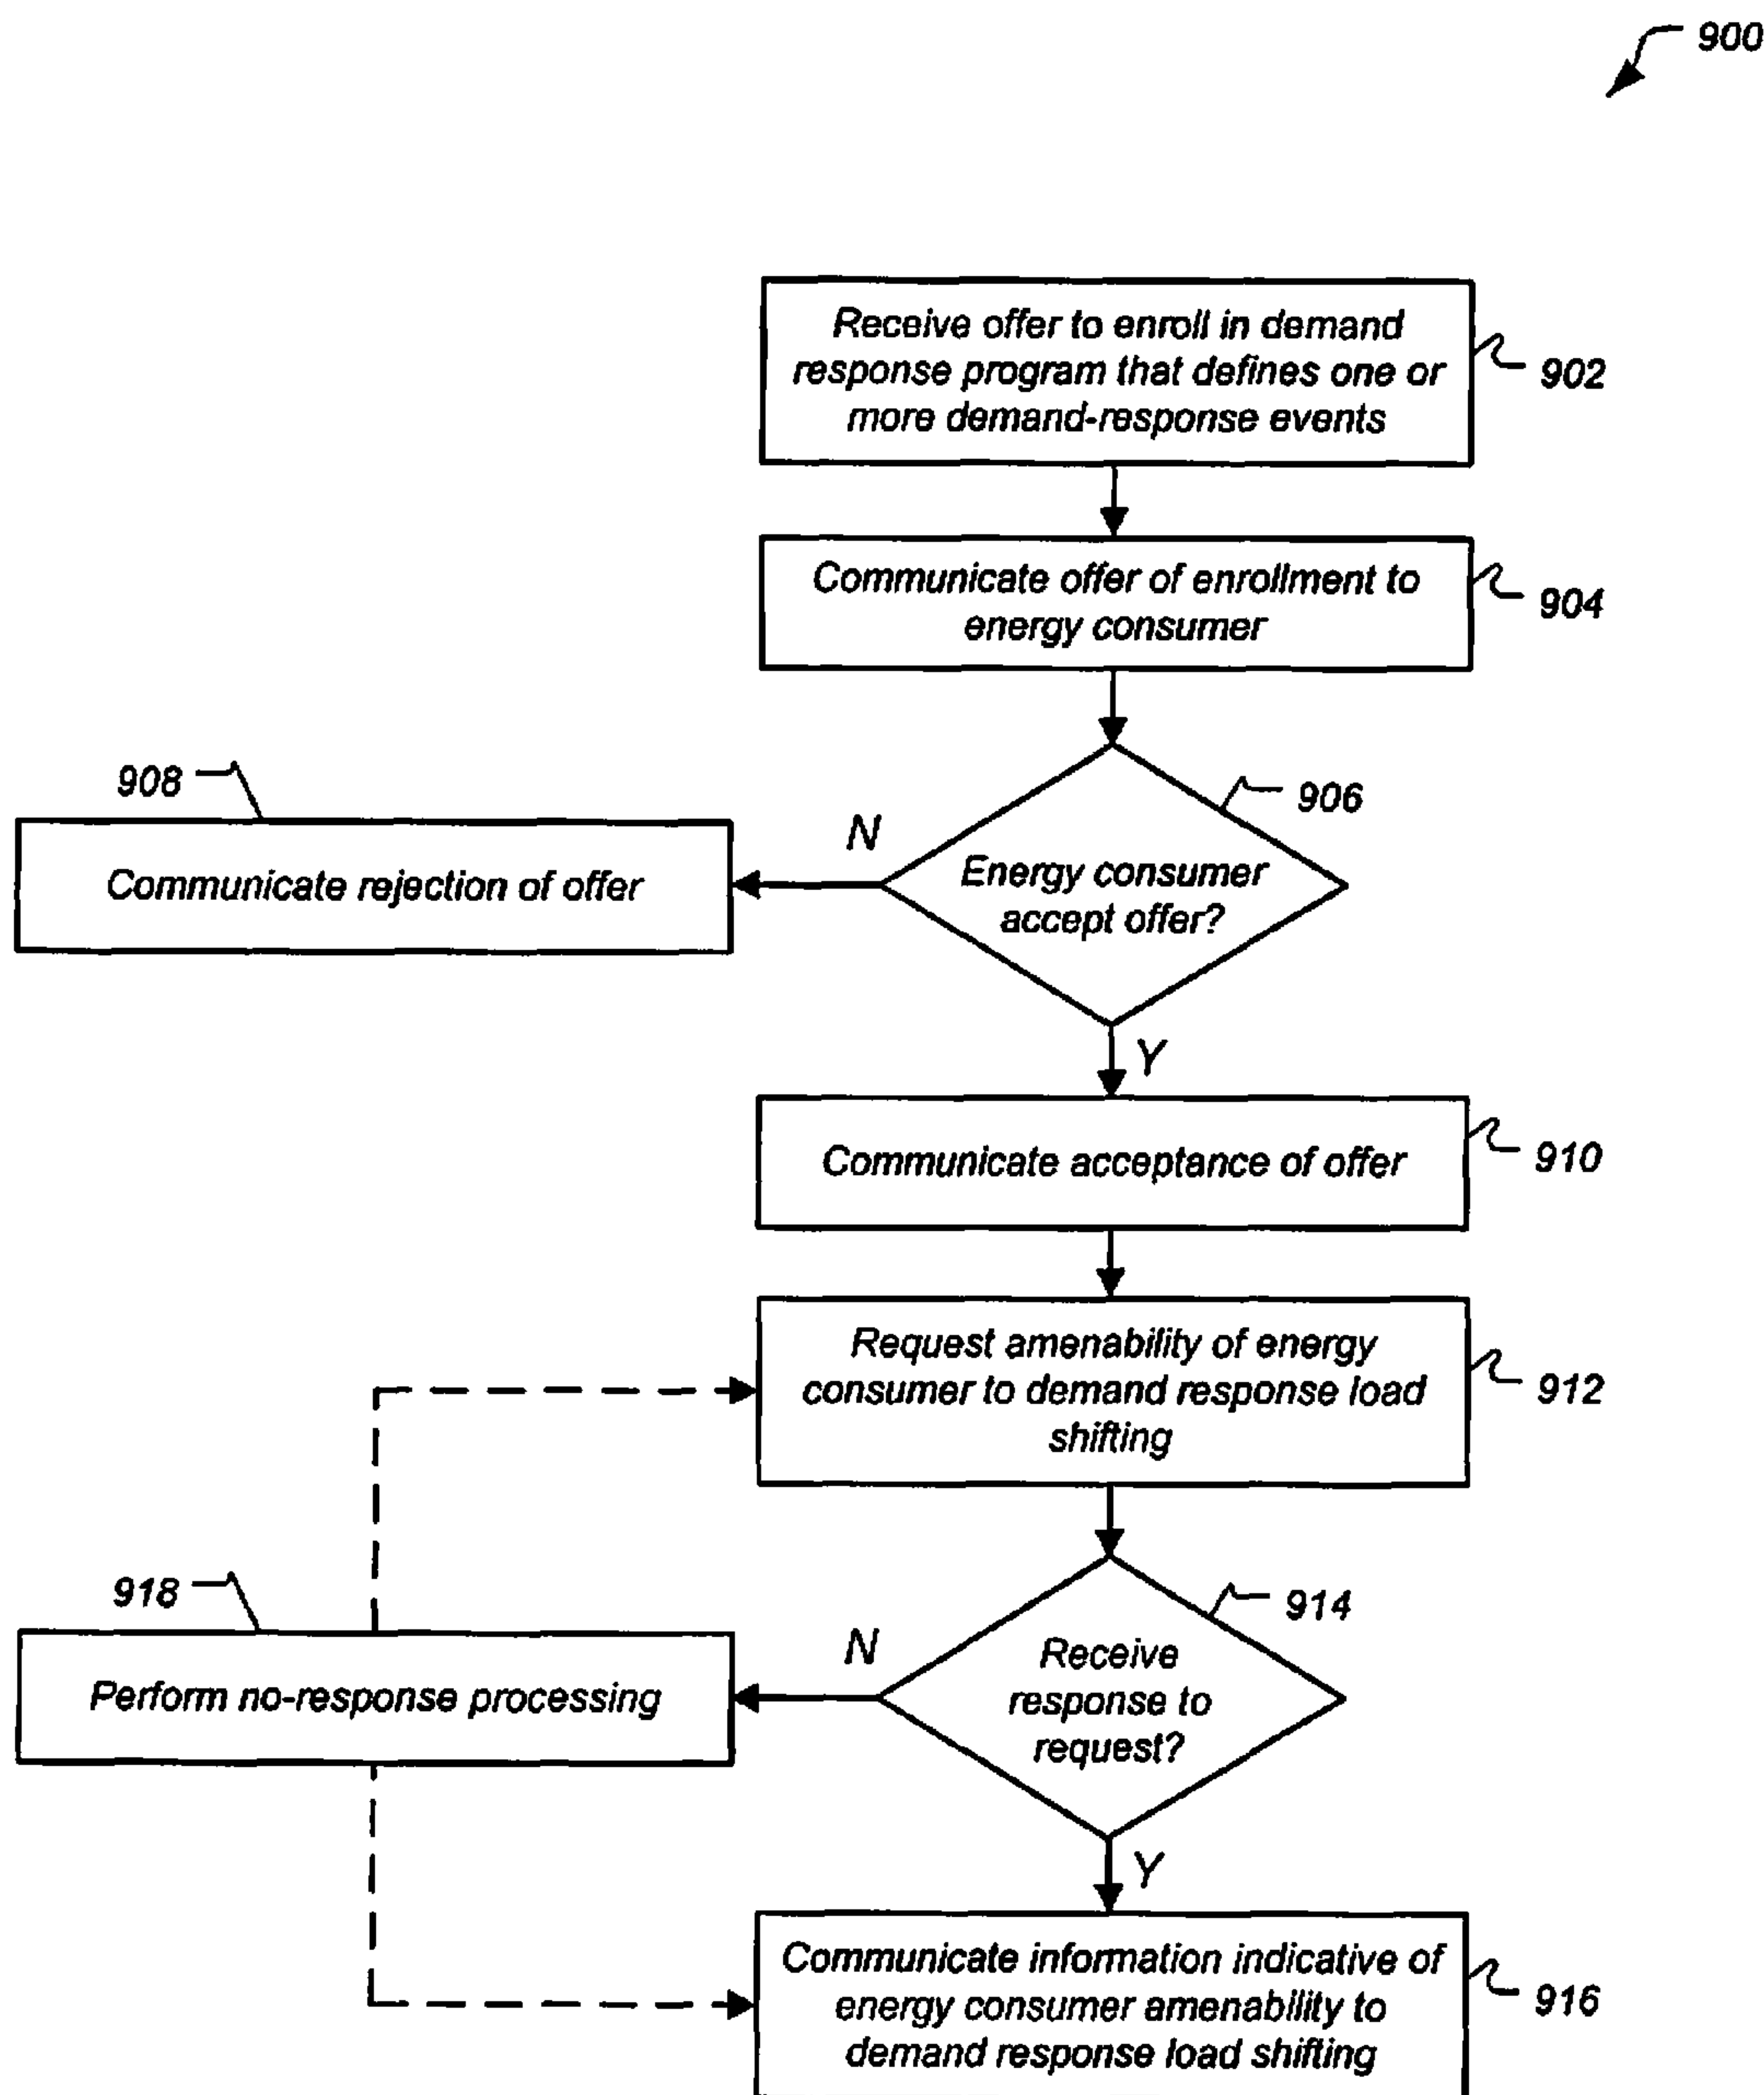 900
Receive offer to enroll in demand
response program that defines one or
more demand-response events
902
Communicate offer of enrollment to
energy consumer
904
908
906
N
Energy consumer
accept offer?
Communicate rejection of offer
Y
Communicate acceptance of offer
910
Request amenability of energy
consumer to demand response load
shifting
912
918
914
N
Receive
response to
request?
Perform no-response processing
Y
Communicate information indicative of
energy consumer amenability to
demand response load shifting
916